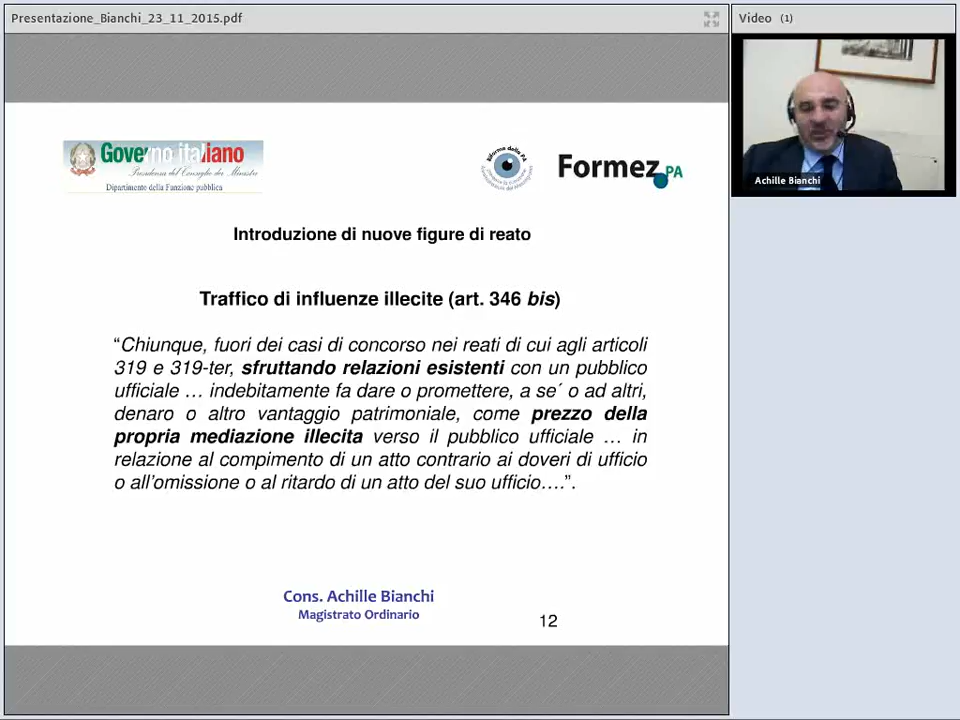 Presentazione_Bianchi_23_11_2015.pdf
Video (1)
Governo italiano
Presidenza del Consiglio dei Ministri
Dipartimento della Funzione pubblica
Riforma della PA
Formez PA
Achille Bianchi
Introduzione di nuove figure di reato
Traffico di influenze illecite (art. 346 bis)
“Chiunque, fuori dei casi di concorso nei reati di cui agli articoli
319 e 319-ter, sfruttando relazioni esistenti con un pubblico
ufficiale … indebitamente fa dare o promettere, a se´ o ad altri,
denaro o altro vantaggio patrimoniale, come prezzo della
propria mediazione illecita verso il pubblico ufficiale … in
relazione al compimento di un atto contrario ai doveri di ufficio
o all’omissione o al ritardo di un atto del suo ufficio….”.
Cons. Achille Bianchi
Magistrato Ordinario
12